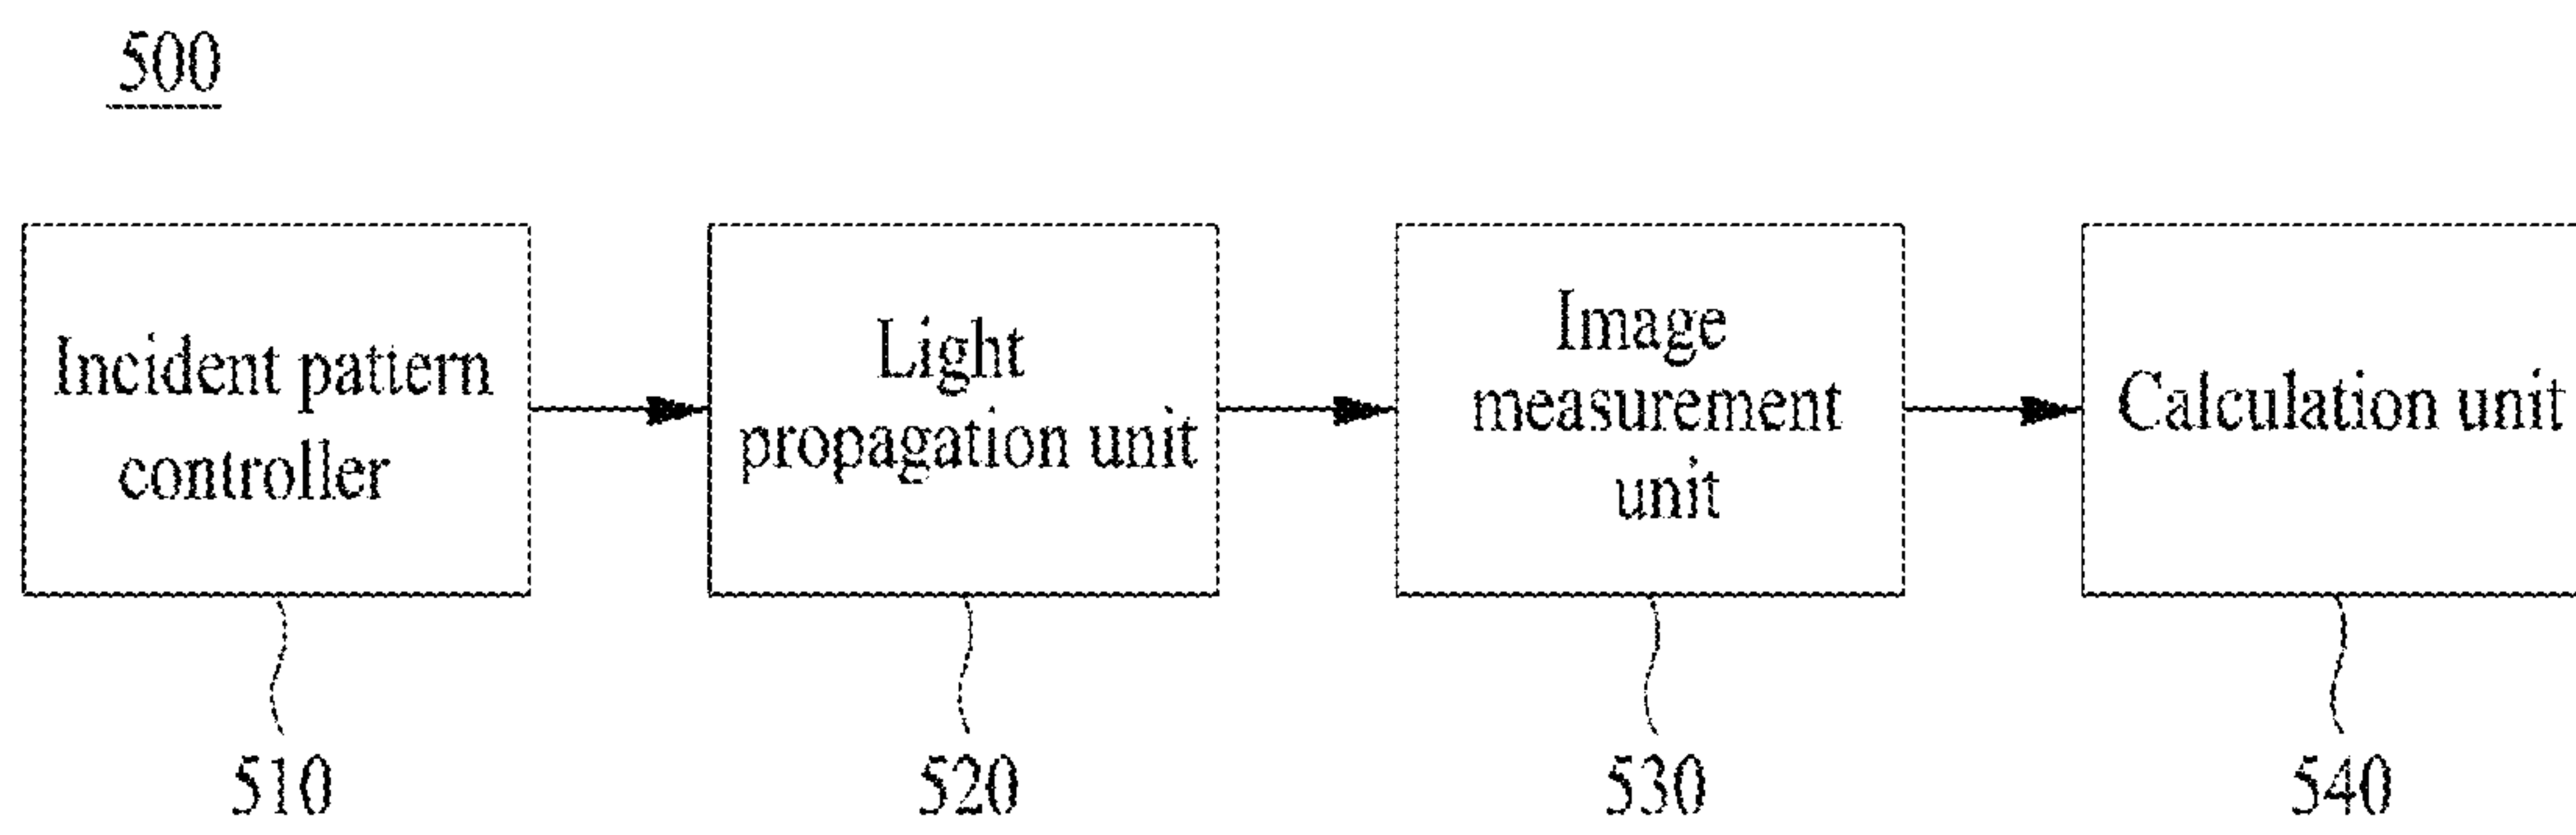 500
Incident pattern
controller
Light
propagation unit
Image
measurement
unit
Calculation unit
510
520
530
540